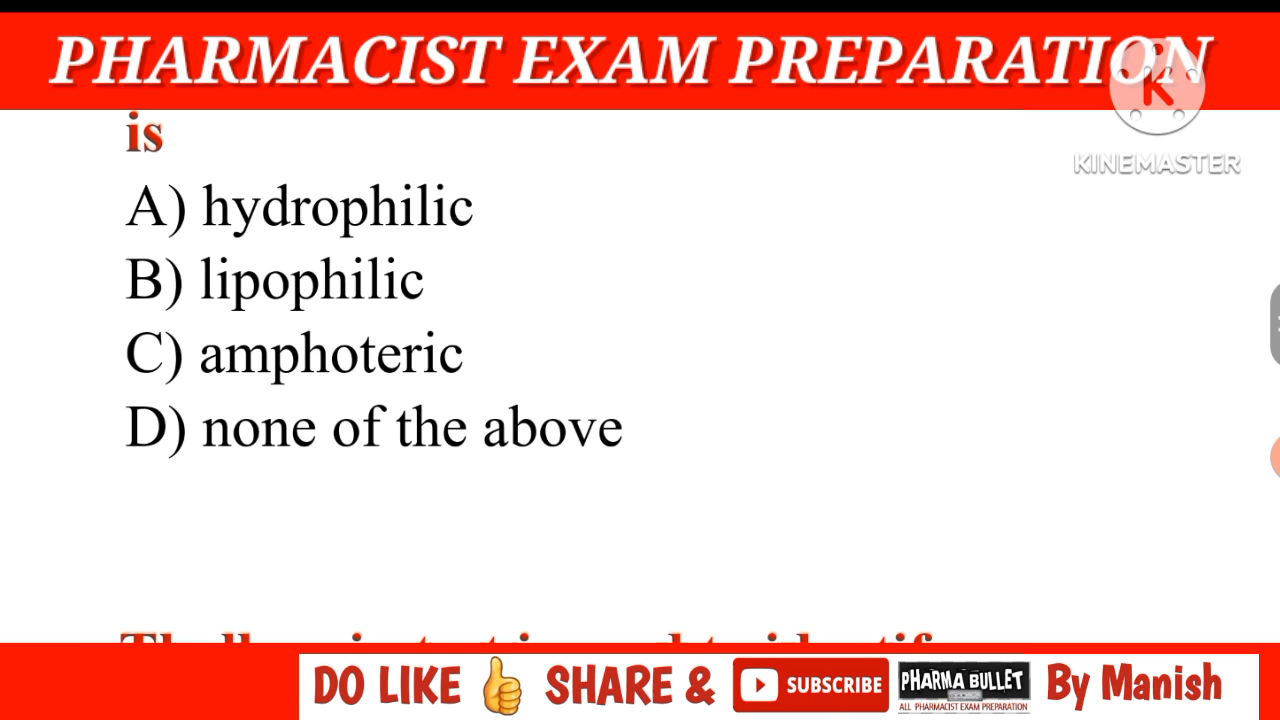 PHARMACIST EXAM PREPARATION
K
KINEMASTER
is
A) hydrophilic
B) lipophilic
C) amphoteric
D) none of the above
DO LIKE SHARE & SUBSCRIBE PHARMA BULLET By Manish
ALL PHARMACIST EXAM PREPARATION